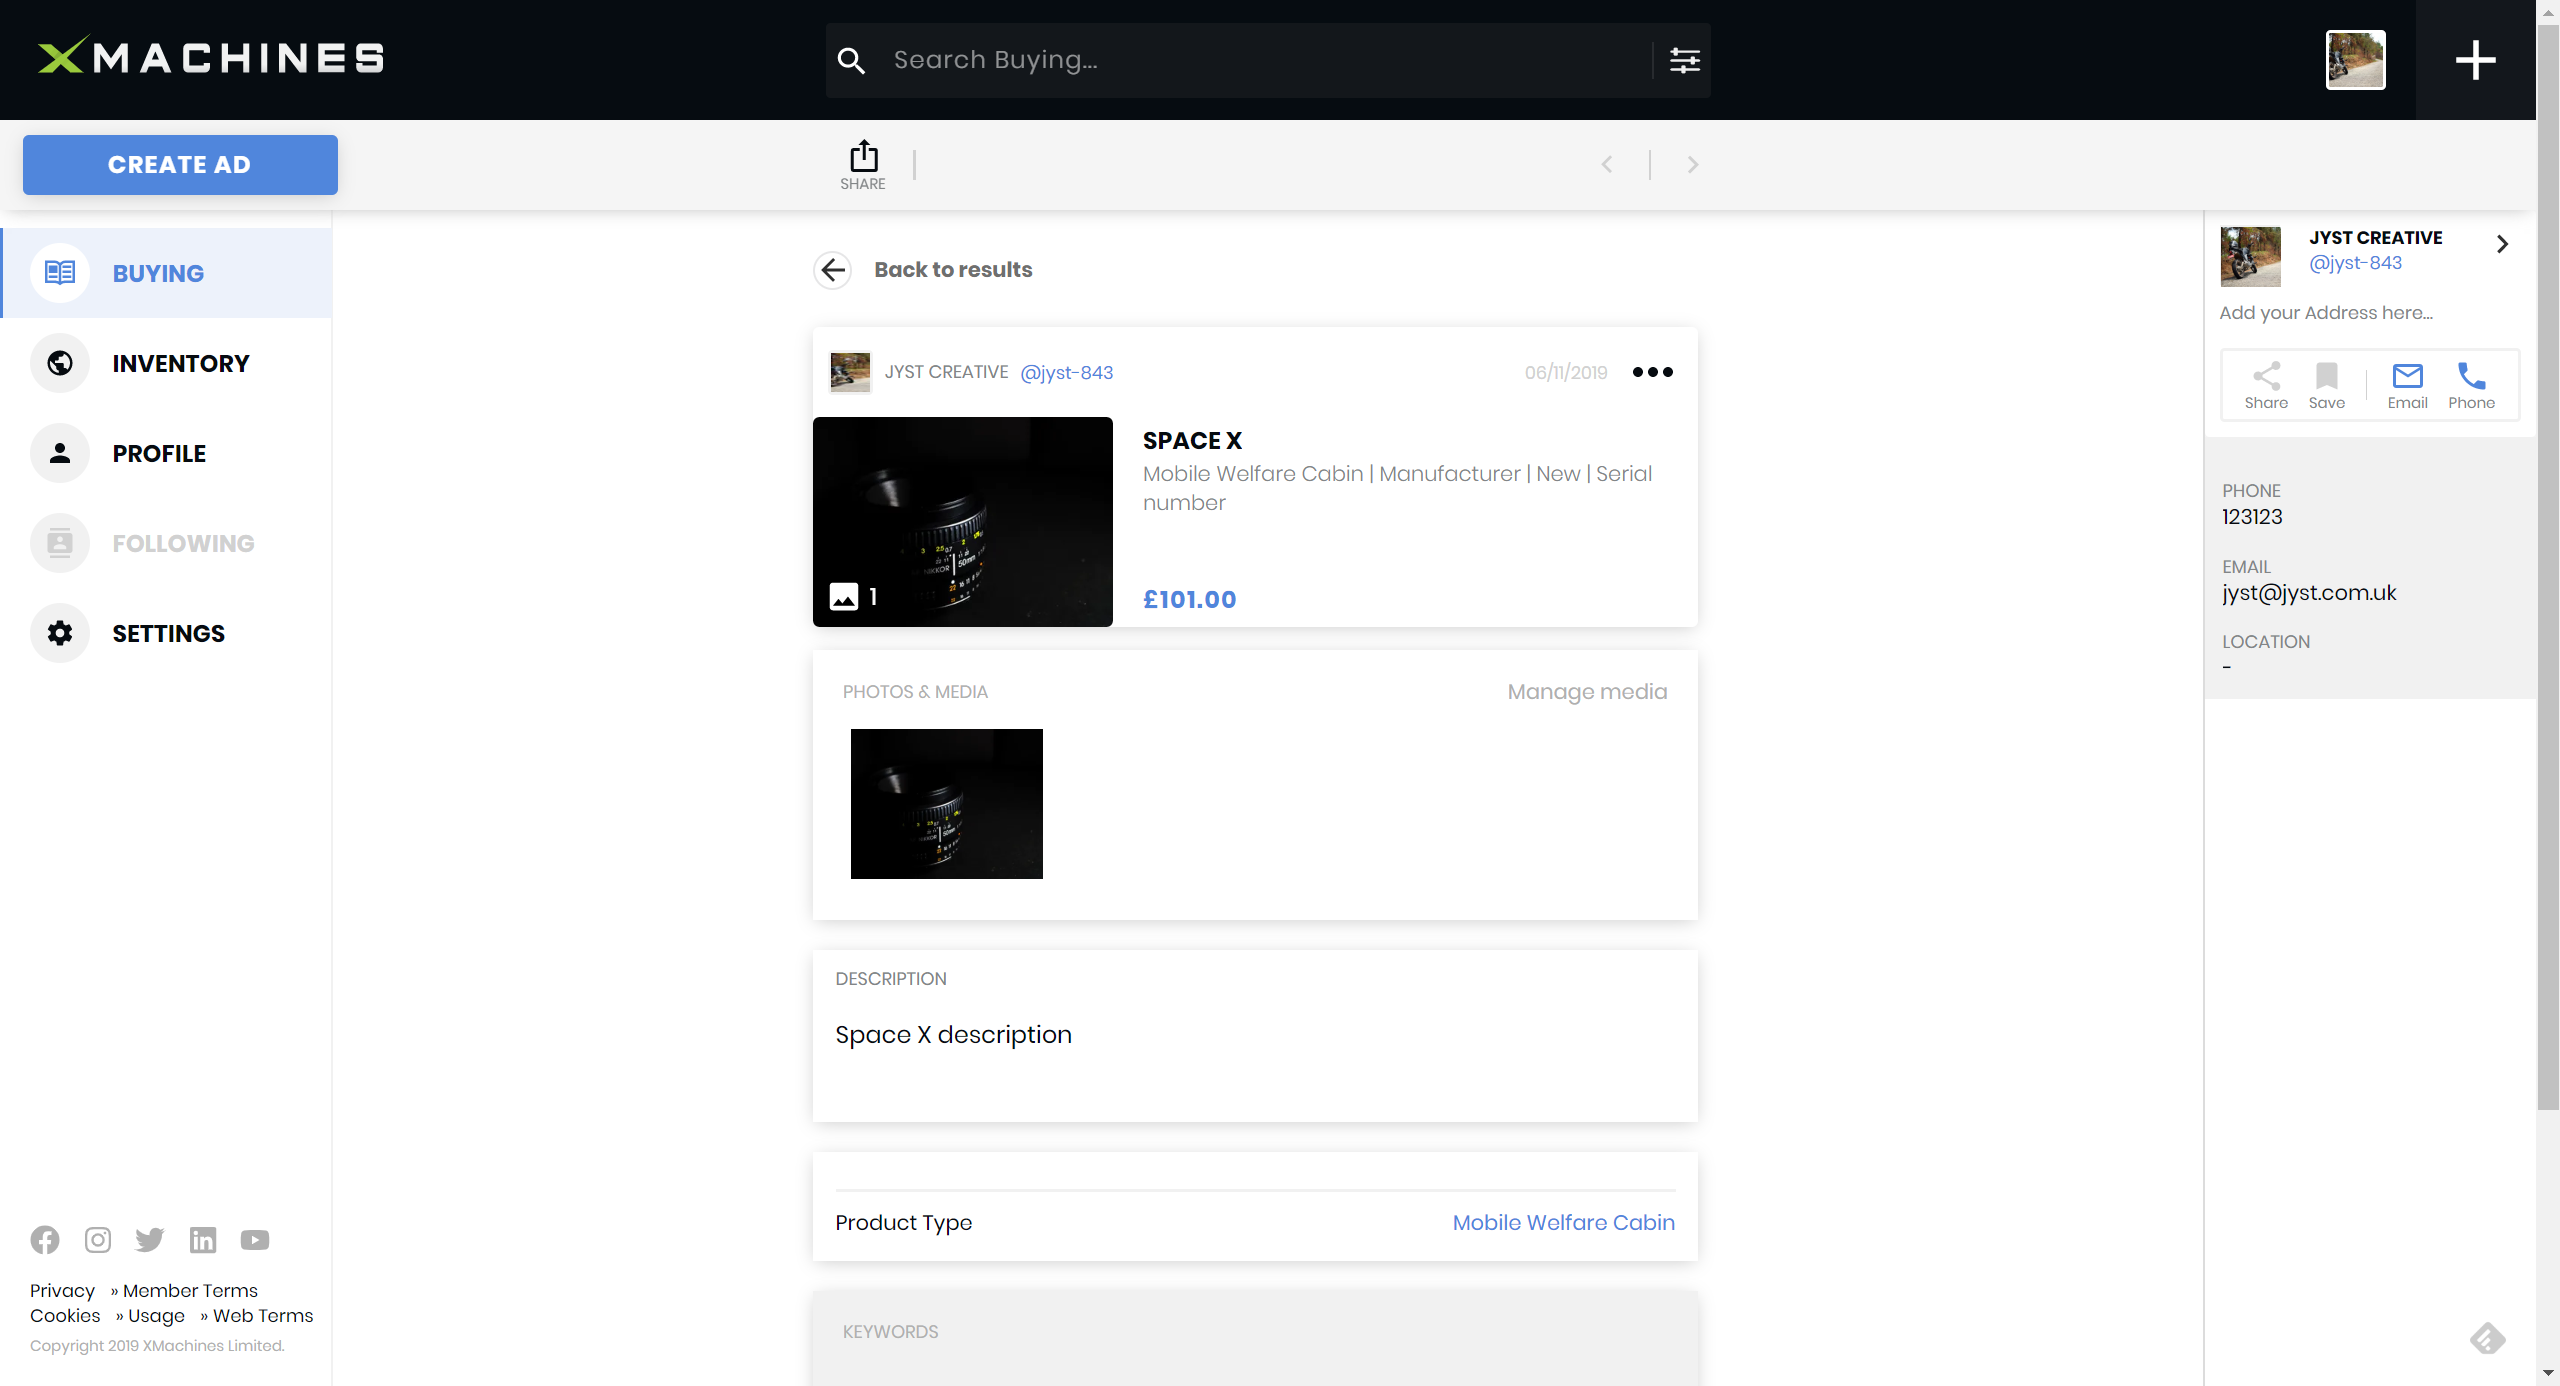 XMACHINES
Search Buying...
CREATE AD
SHARE
BUYING
INVENTORY
PROFILE
FOLLOWING
SETTINGS
Back to results
JYST CREATIVE @jyst-843
06/11/2019
SPACE X
Mobile Welfare Cabin | Manufacturer | New | Serial
number
£101.00
1
NIKKOR
50mm
PHOTOS & MEDIA
Manage media
DESCRIPTION
Space X description
Product Type
Mobile Welfare Cabin
KEYWORDS
JYST CREATIVE
@jyst-843
Add your Address here...
Share Save Email Phone
PHONE
123123
EMAIL
jyst@jyst.com.uk
LOCATION
-
Privacy » Member Terms
Cookies » Usage » Web Terms
Copyright 2019 XMachines Limited.